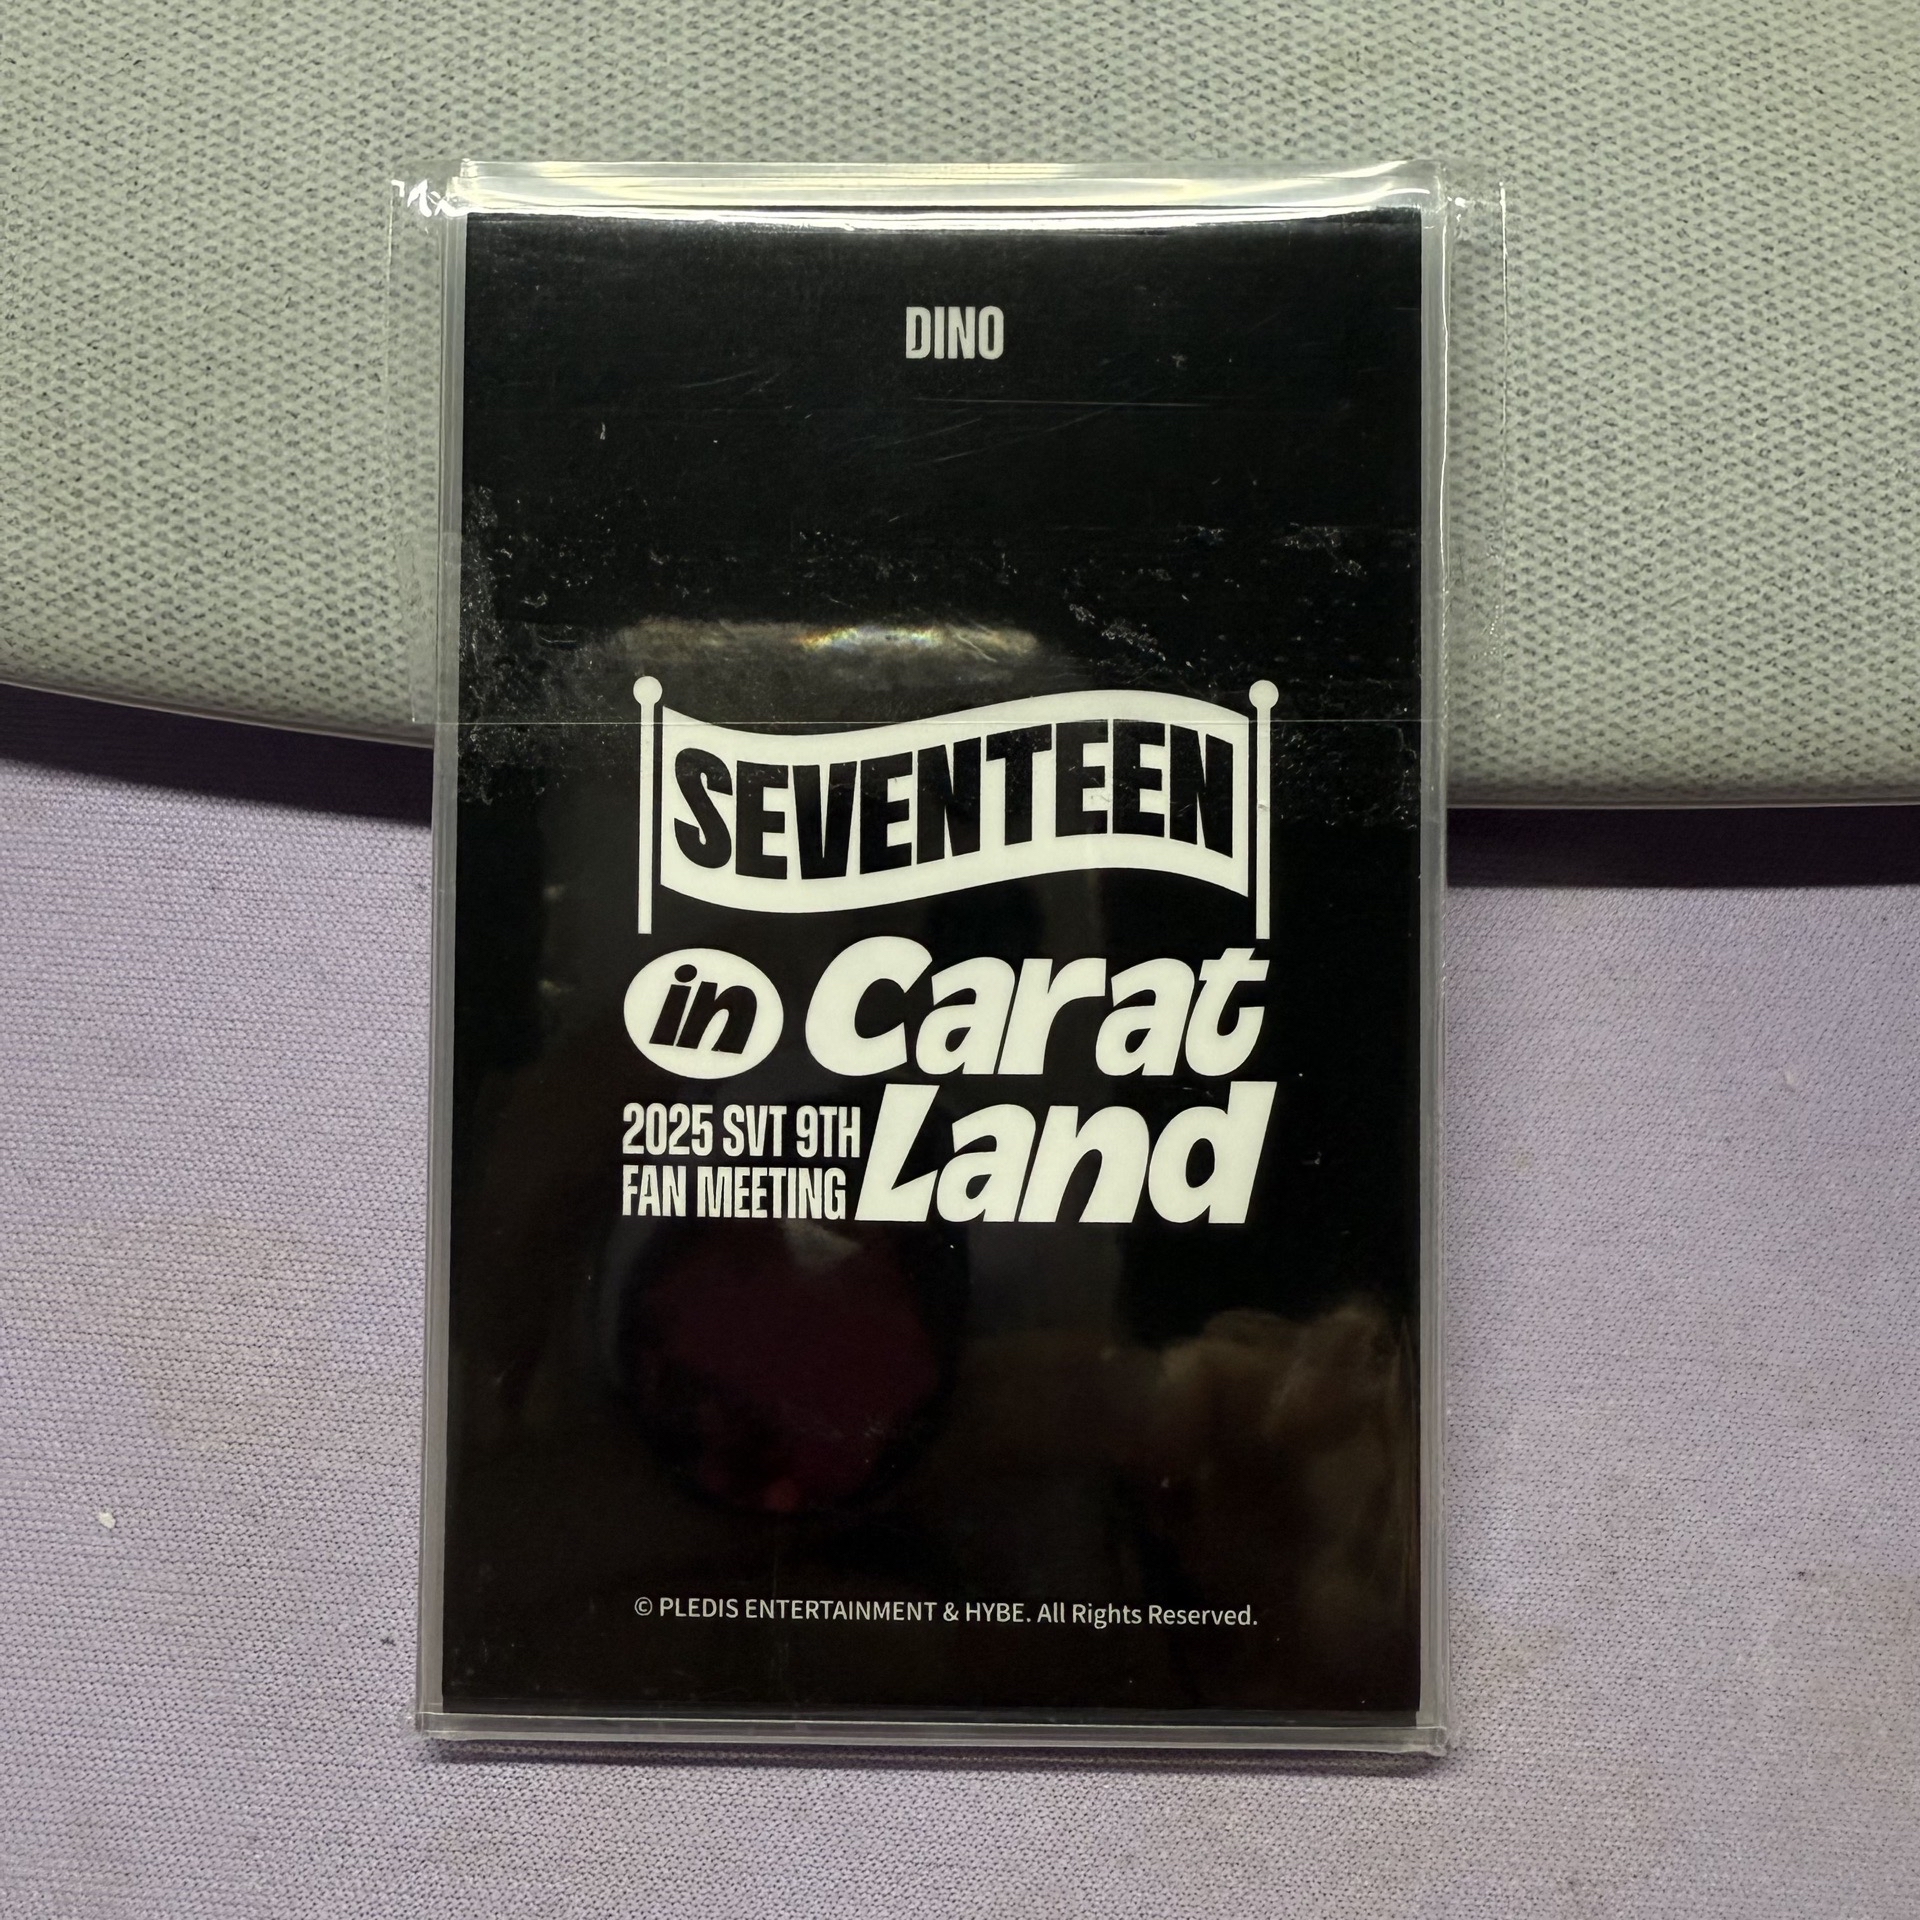 DINO
SEVENTEEN
in Carat
2025 SVT 9TH
FAN MEETING
Land
© PLEDIS ENTERTAINMENT & HYBE. All Rights Reserved.